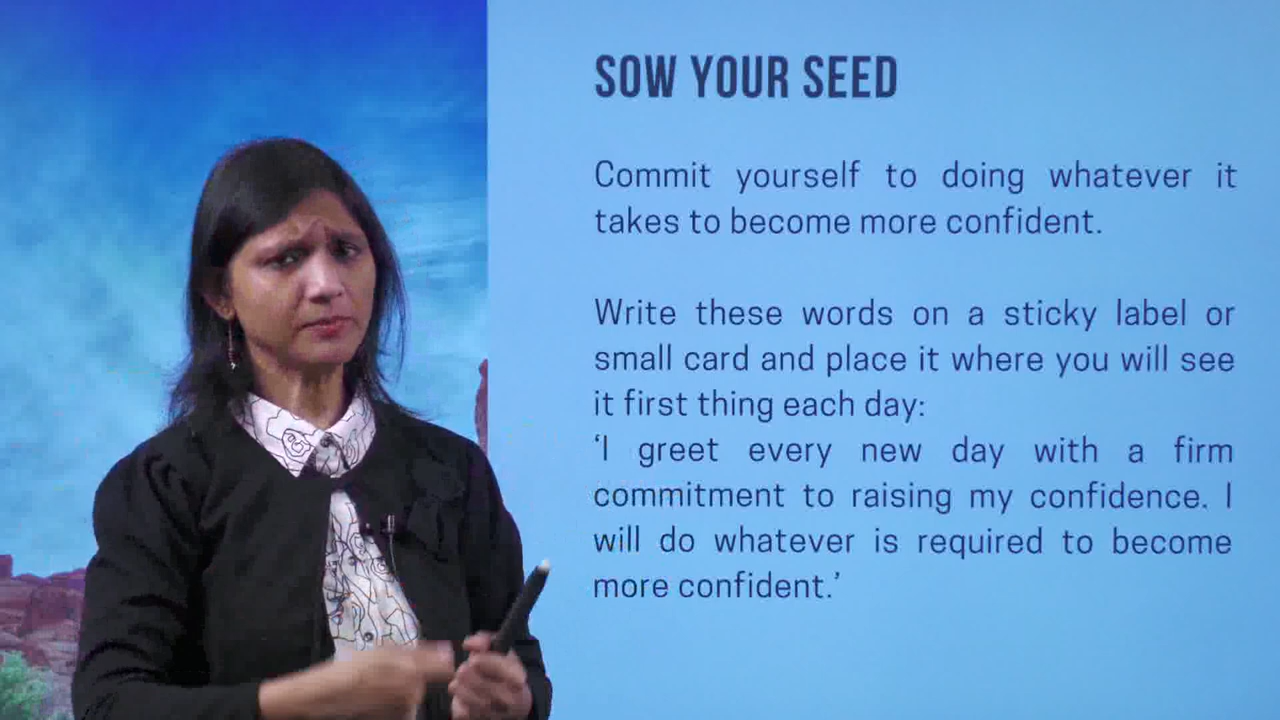 SOW YOUR SEED
Commit yourself to doing whatever it
takes to become more confident.
Write these words on a sticky label or
small card and place it where you will see
it first thing each day:
‘I greet every new day with a firm
commitment to raising my confidence. I
will do whatever is required to become
more confident.’